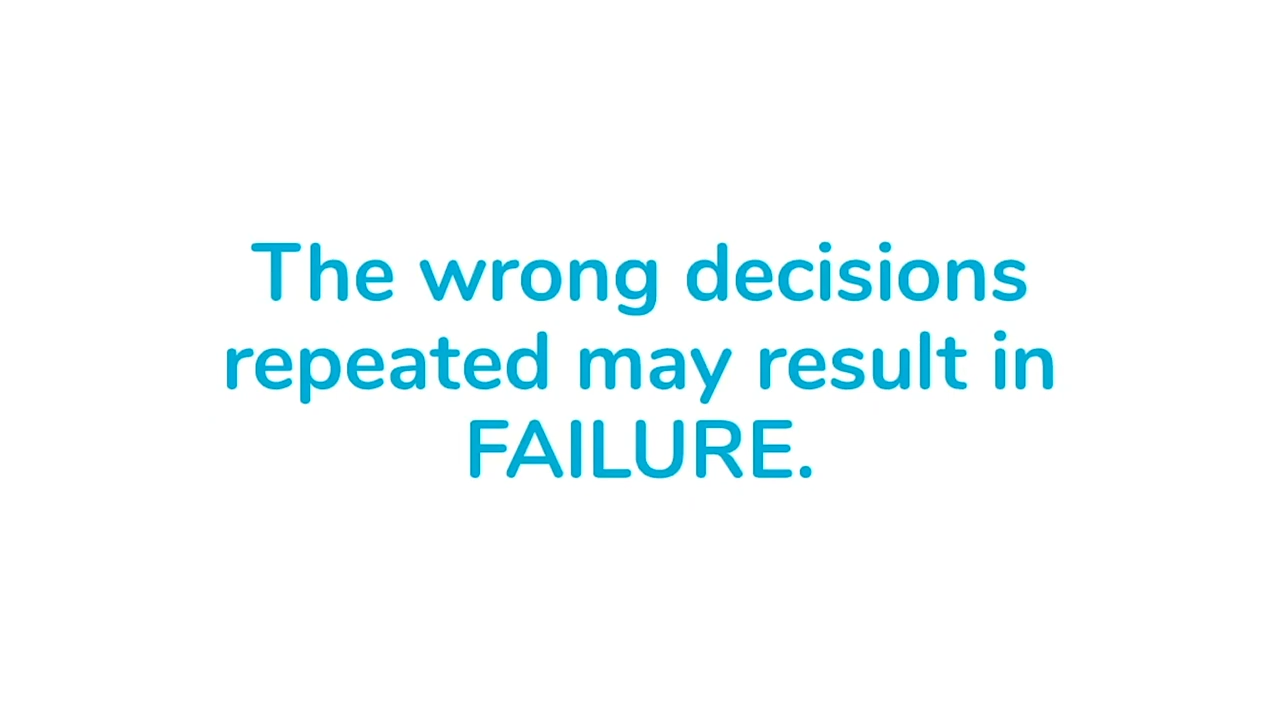 The wrong decisions
repeated may result in
FAILURE.